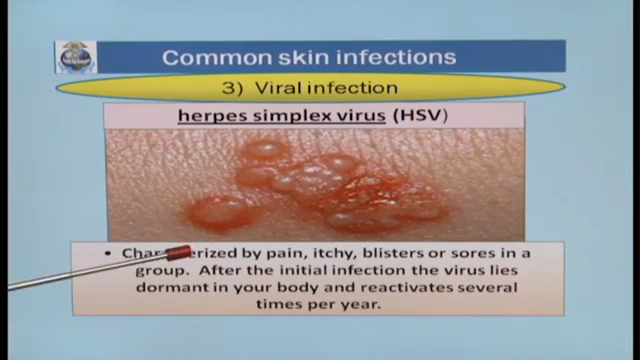 Common skin infections
3) Viral infection
herpes simplex virus (HSV)
• Characterized by pain, itchy, blisters or sores in a
group. After the initial infection the virus lies
dormant in your body and reactivates several
times per year.